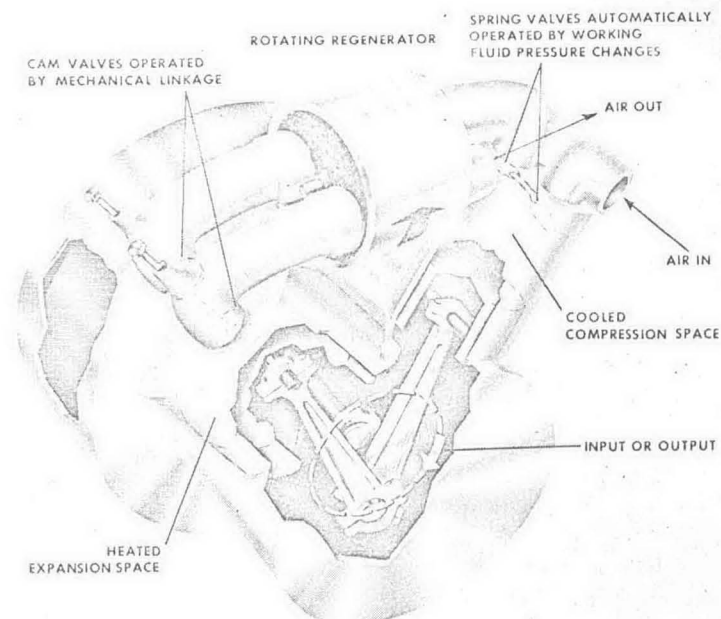 SPRING VALVES AUTOMATICALLY
OPERATED BY WORKING
FLUID PRESSURE CHANGES
ROTATING REGENERATOR
CAM VALVES OPERATED
BY MECHANICAL LINKAGE
AIR OUT
AIR IN
COOLED
COMPRESSION SPACE
INPUT OR OUTPUT
HEATED
EXPANSION SPACE